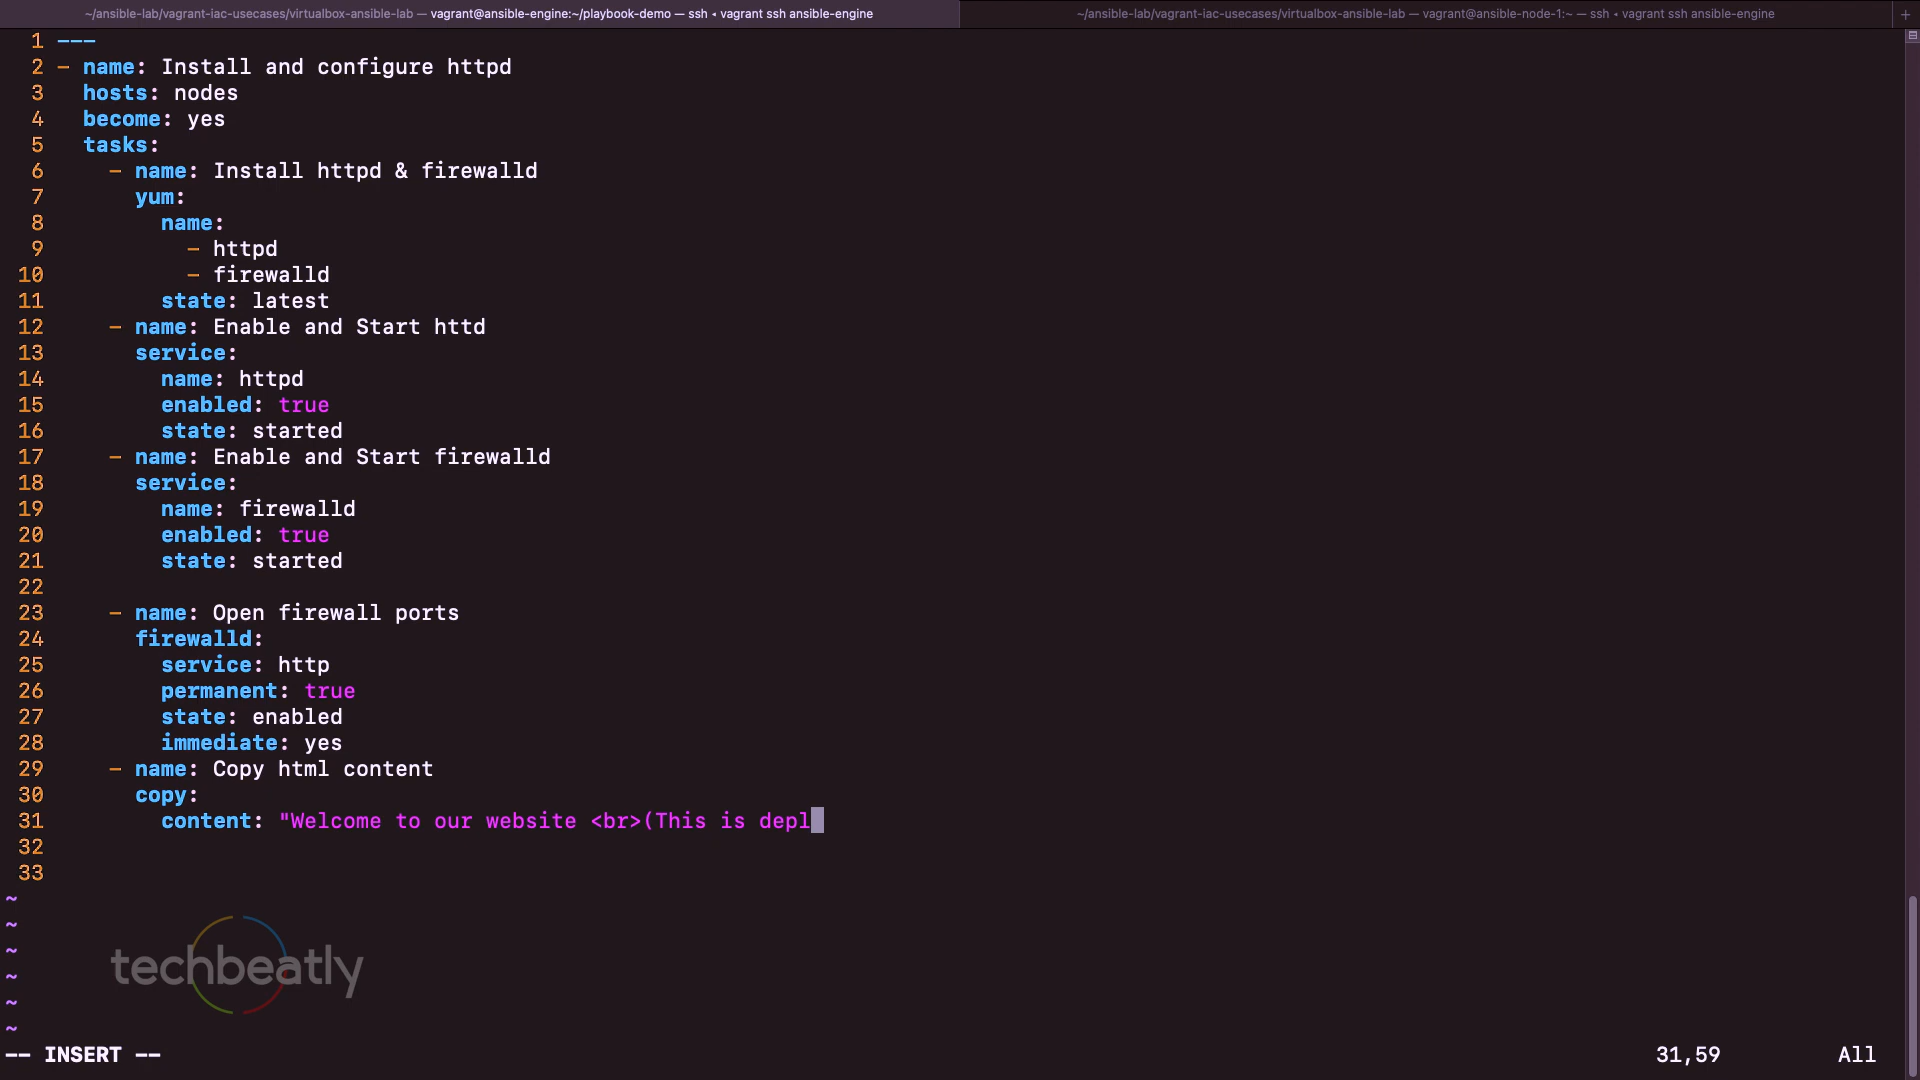 ~/ansible-lab/vagrant-iac-usecases/virtualbox-ansible-lab — vagrant@ansible-engine:~/playbook-demo — ssh ◂ vagrant ssh ansible-engine
~/ansible-lab/vagrant-iac-usecases/virtualbox-ansible-lab — vagrant@ansible-node-1:~ — ssh ◂ vagrant ssh ansible-engine
+
1 ---
2 - name: Install and configure httpd
3   hosts: nodes
4   become: yes
5   tasks:
6     - name: Install httpd & firewalld
7       yum:
8         name:
9           - httpd
10           - firewalld
11         state: latest
12     - name: Enable and Start httd
13       service:
14         name: httpd
15         enabled: true
16         state: started
17     - name: Enable and Start firewalld
18       service:
19         name: firewalld
20         enabled: true
21         state: started
22
23     - name: Open firewall ports
24       firewalld:
25         service: http
26         permanent: true
27         state: enabled
28         immediate: yes
29     - name: Copy html content
30       copy:
31         content: "Welcome to our website <br>(This is depl
32
33
~
~
~
~
~
~
techbeatly
-- INSERT --
31,59
All